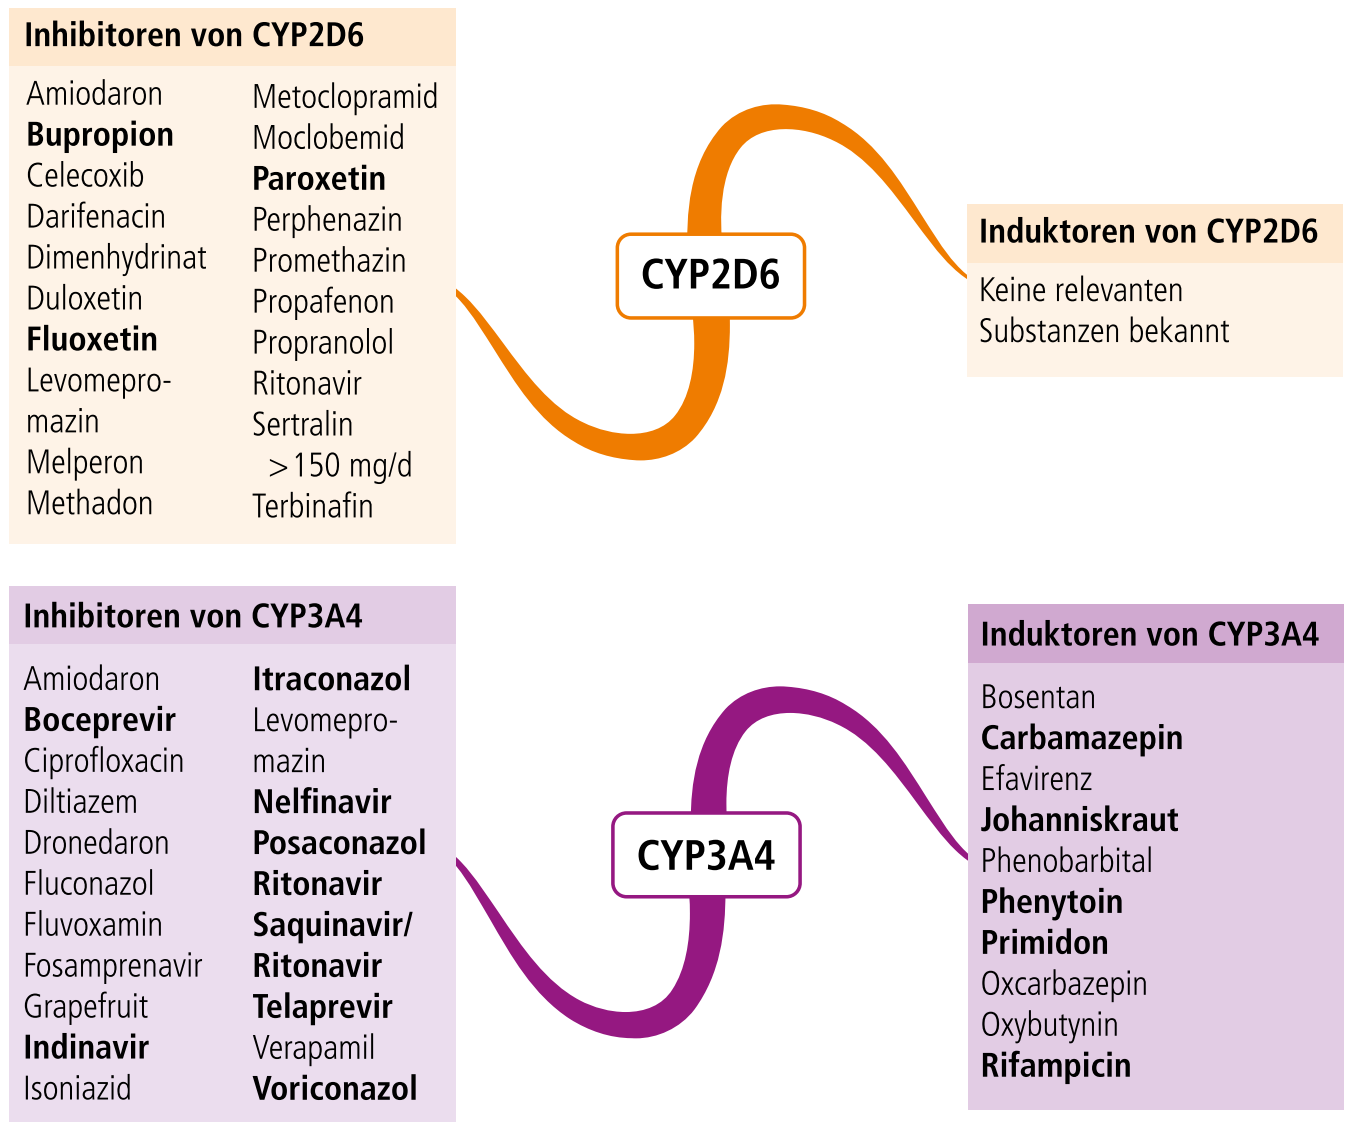 Inhibitoren von CYP2D6
Amiodaron
Bupropion
Celecoxib
Darifenacin
Dimenhydrinat
Duloxetin
Fluoxetin
Levomepro-
mazin
Melperon
Methadon
Metoclopramid
Moclobemid
Paroxetin
Perphenazin
Promethazin
Propafenon
Propranolol
Ritonavir
Sertralin
>150 mg/d
Terbinafin
CYP2D6
Induktoren von CYP2D6
Keine relevanten
Substanzen bekannt
Inhibitoren von CYP3A4
Amiodaron
Boceprevir
Ciprofloxacin
Diltiazem
Dronedaron
Fluconazol
Fluvoxamin
Fosamprenavir
Grapefruit
Indinavir
Isoniazid
Itraconazol
Levomepro-
mazin
Nelfinavir
Posaconazol
Ritonavir
Saquinavir/
Ritonavir
Telaprevir
Verapamil
Voriconazol
CYP3A4
Induktoren von CYP3A4
Bosentan
Carbamazepin
Efavirenz
Johanniskraut
Phenobarbital
Phenytoin
Primidon
Oxcarbazepin
Oxybutynin
Rifampicin